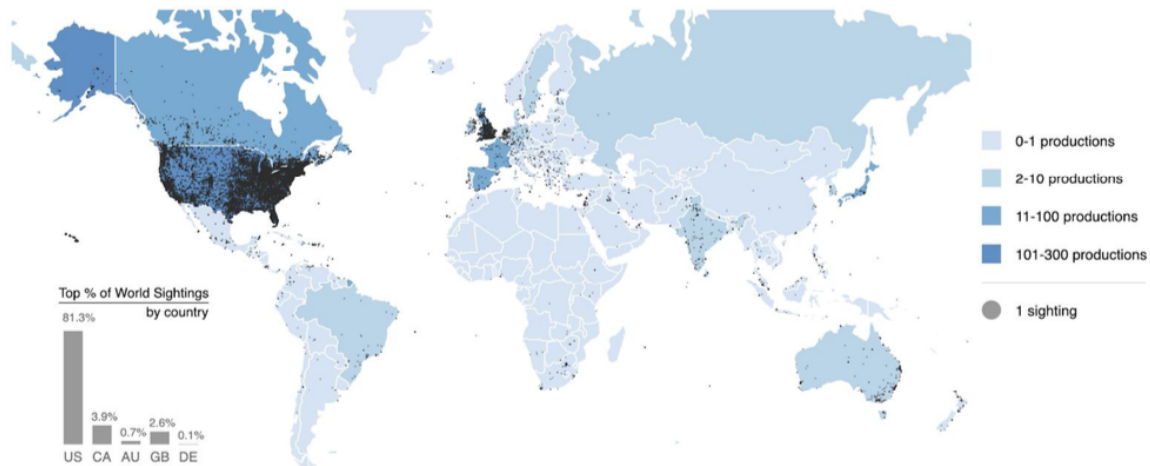 0-1 productions
2-10 productions
11-100 productions
101-300 productions
1 sighting
Top % of World Sightings
by country
81.3%
3.9%
0.7%
2.6%
0.1%
US CA AU GB DE